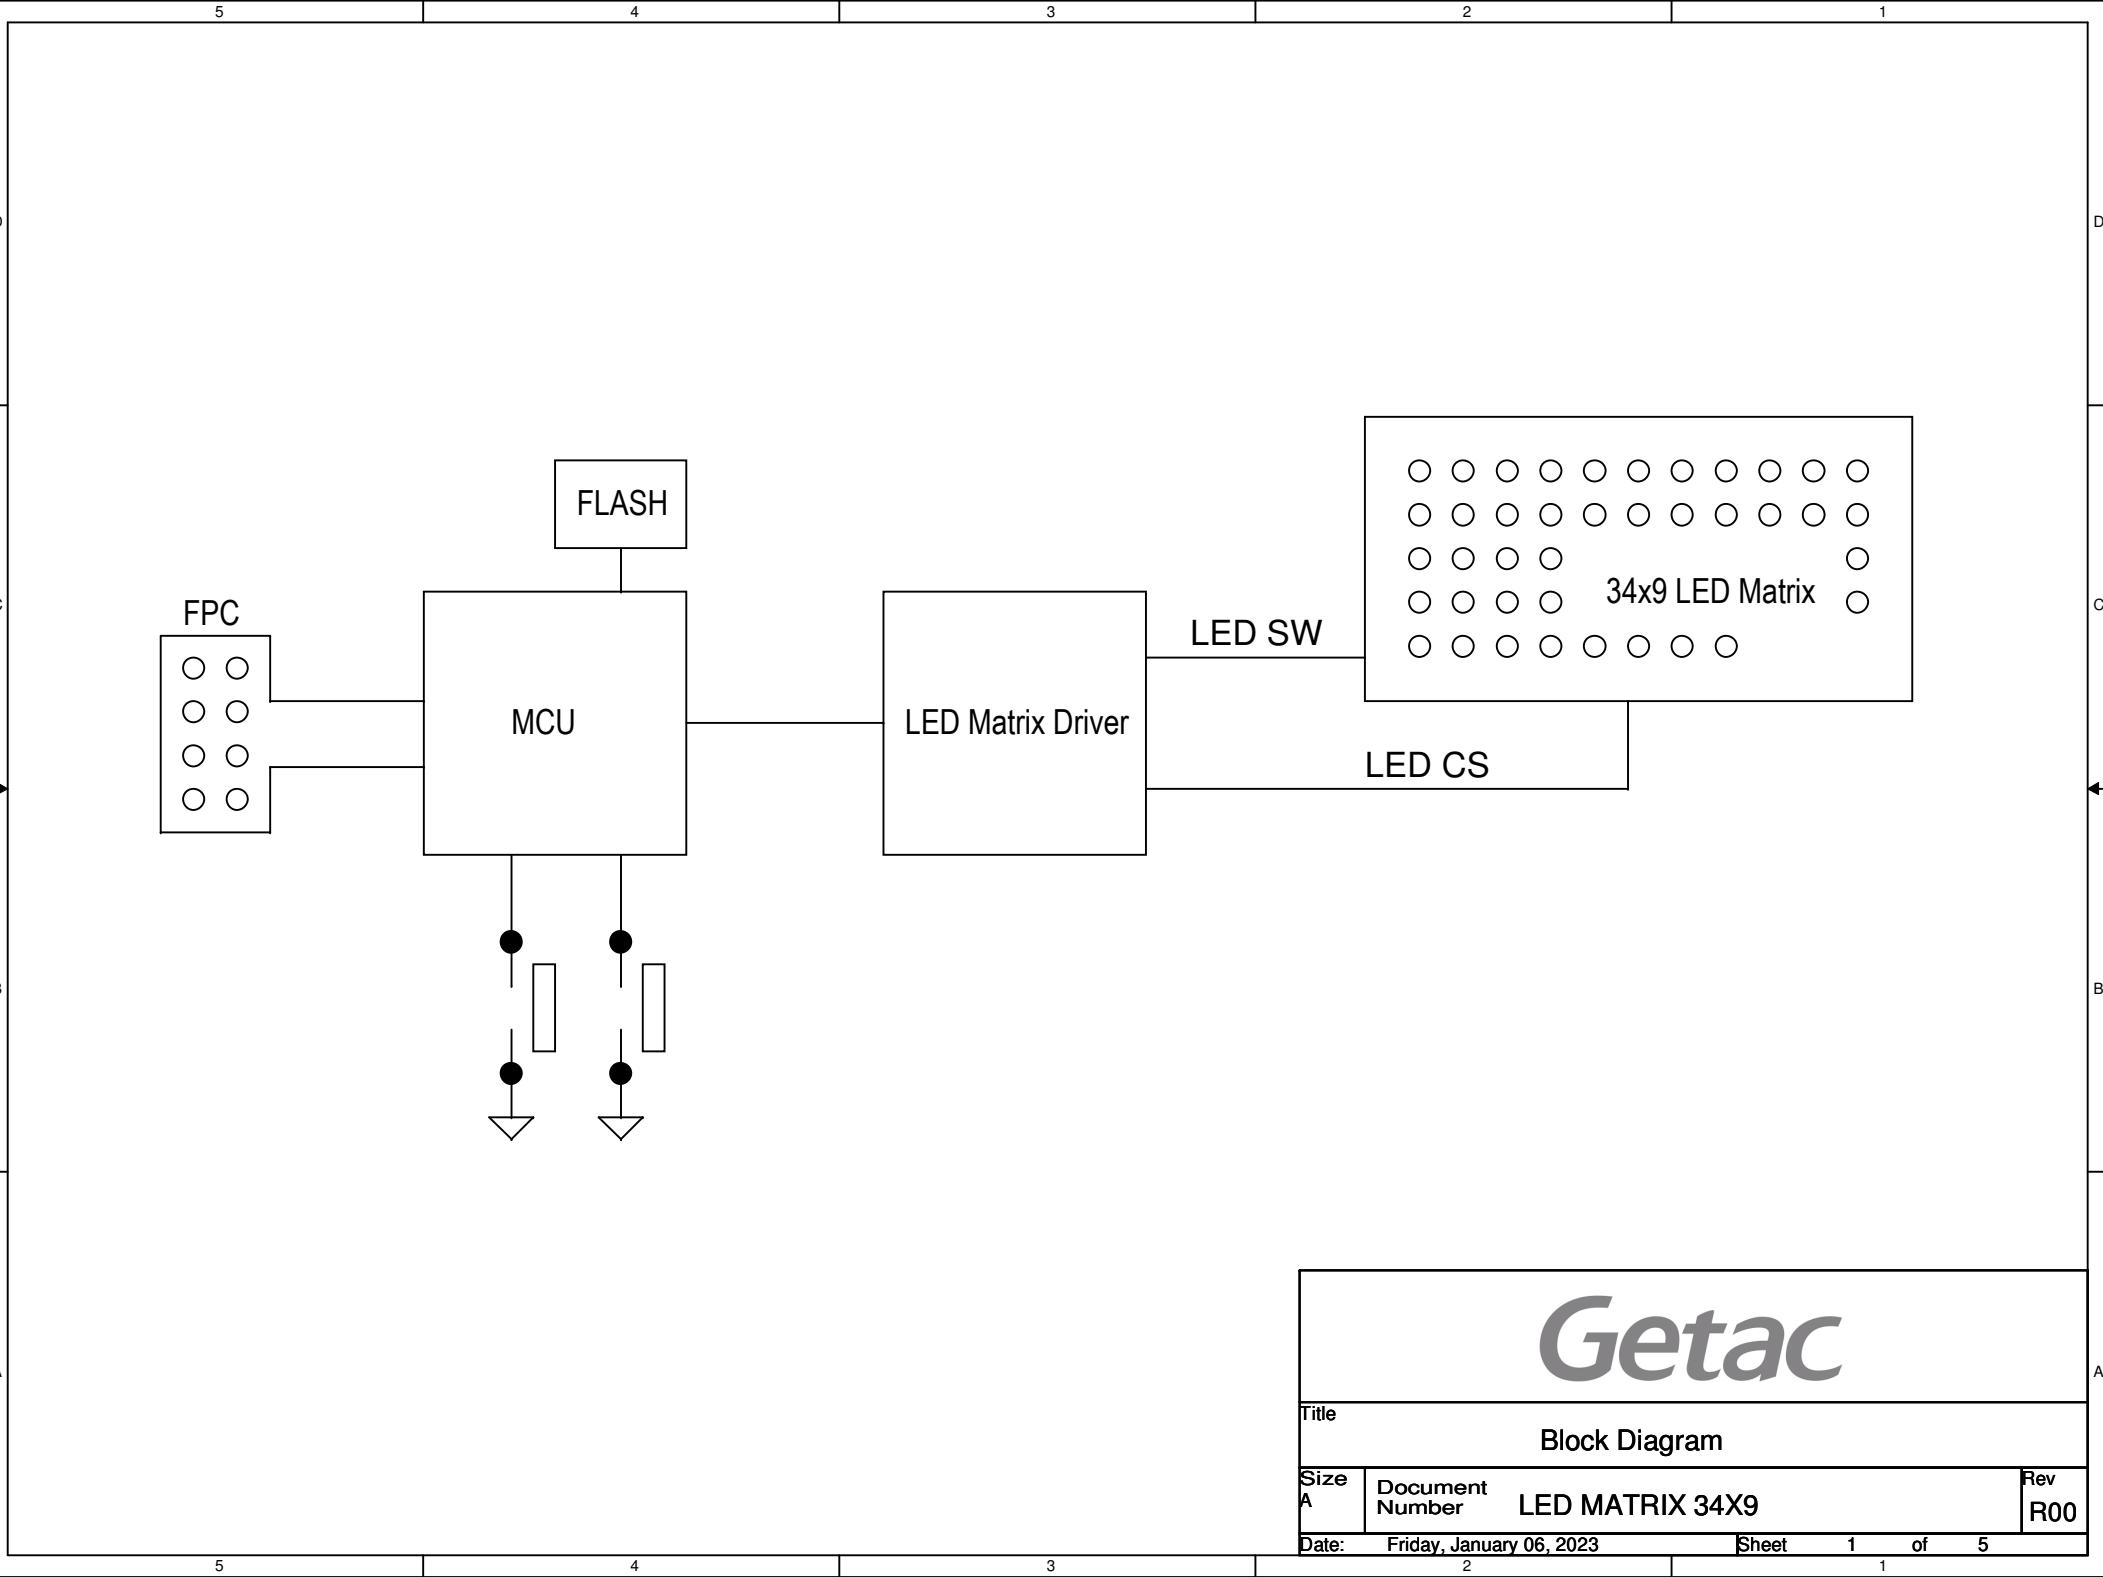 5 4 3 2 1
D
D
FLASH
34x9 LED Matrix
FPC
C
C
LED SW
MCU
LED Matrix Driver
LED CS
B
B
Getac
A
A
Title
Block Diagram
Size
A
Document
Number
LED MATRIX 34X9
Rev
R00
Date: Friday, January 06, 2023 Sheet 1 of 5
5 4 3 2 1